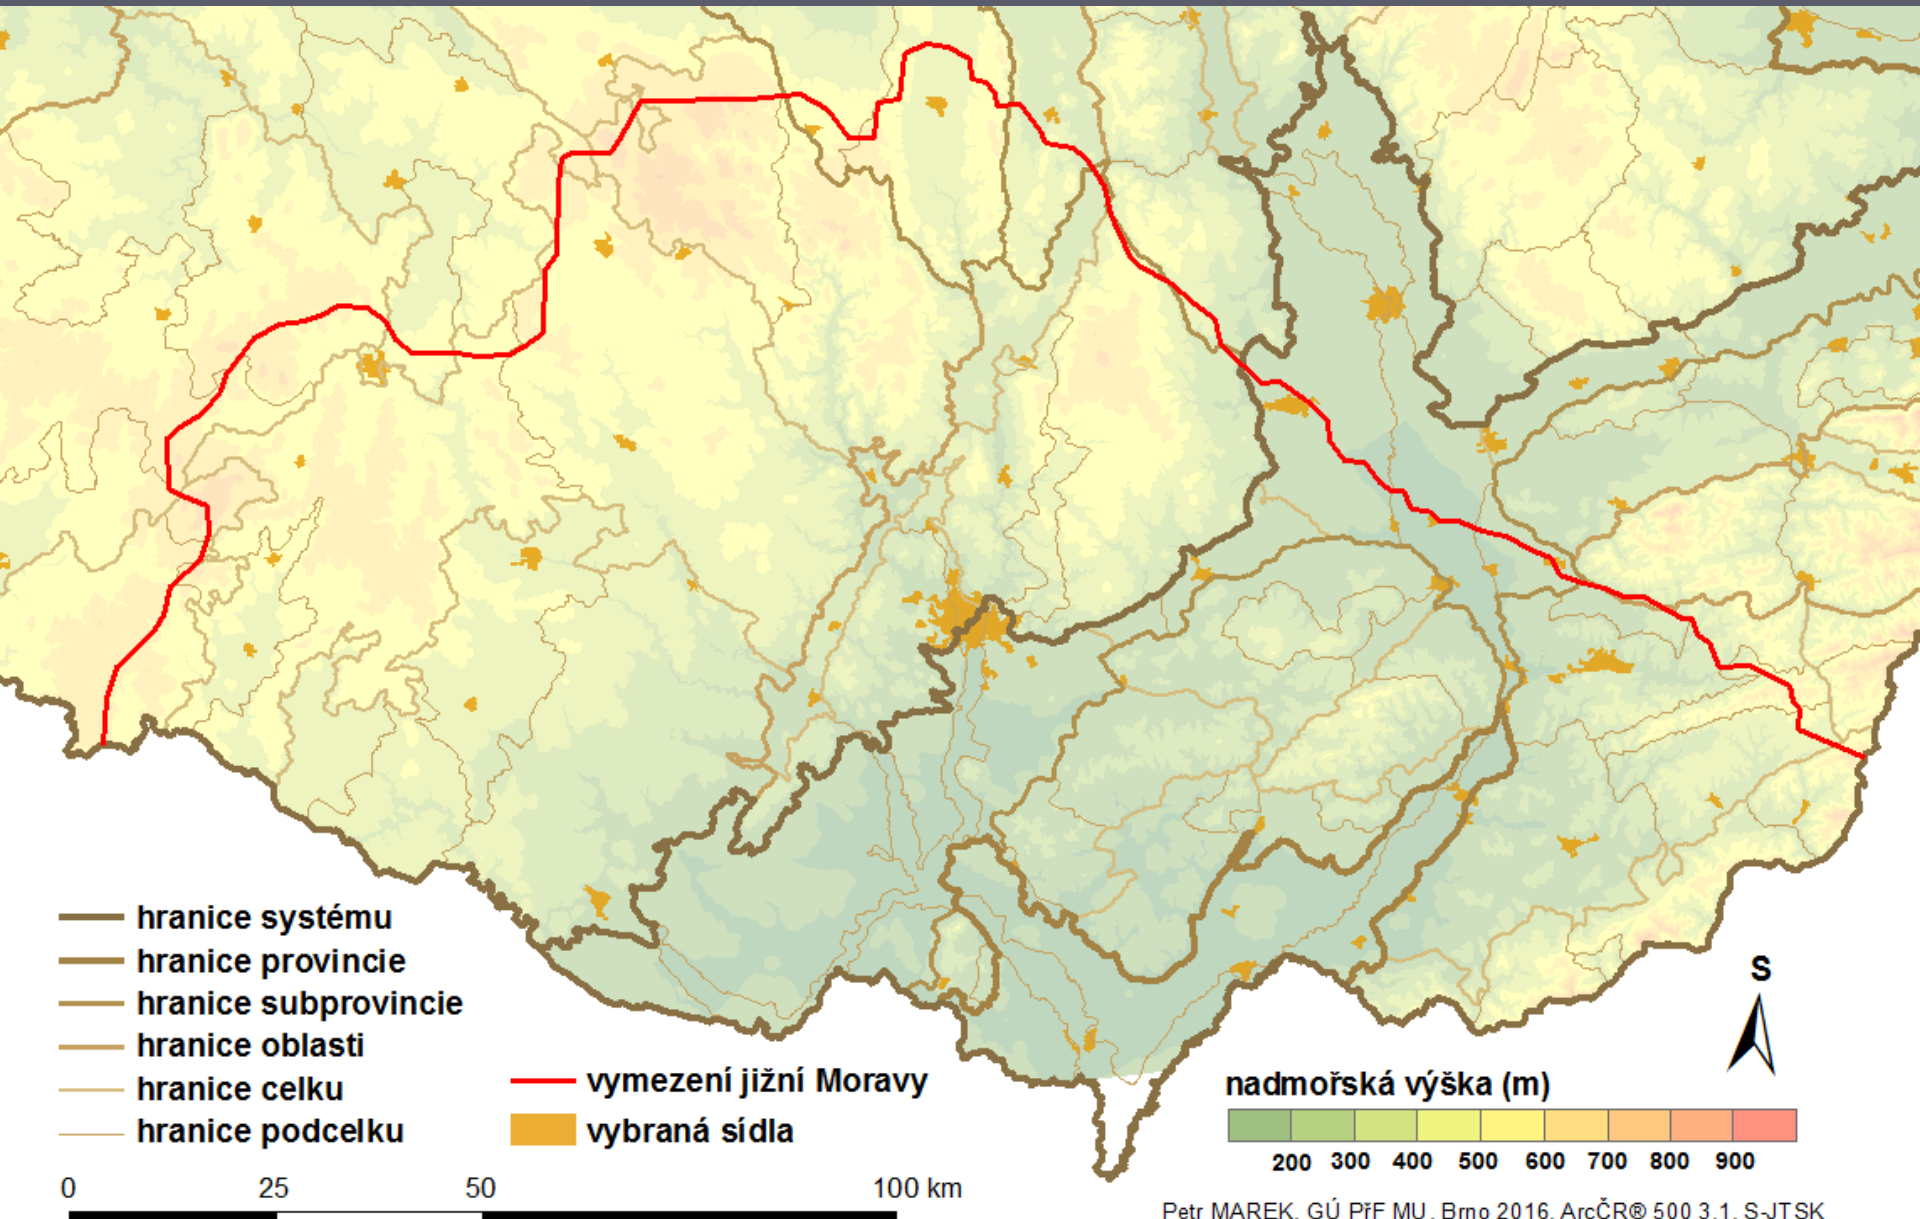 hranice systému
hranice provincie
hranice subprovincie
hranice oblasti
hranice celku
hranice podcelku
vymezení jižní Moravy
vybraná sídla
S
nadmořská výška (m)
200 300 400 500 600 700 800 900
0 25 50 100 km
Petr MAREK, GÚ PřF MU, Brno 2016, ArcČR® 500 3.1, S-JTSK